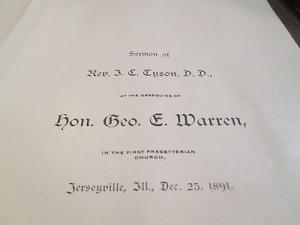 Sermon of
Rev. J. C. Tyson, D. D.,
AT THE OBSEQUIES OF
Hon. Geo. E. Warren,
IN THE FIRST PRESBYTERIAN
CHURCH,
Jerseyville, Ill., Dec. 25, 1891.